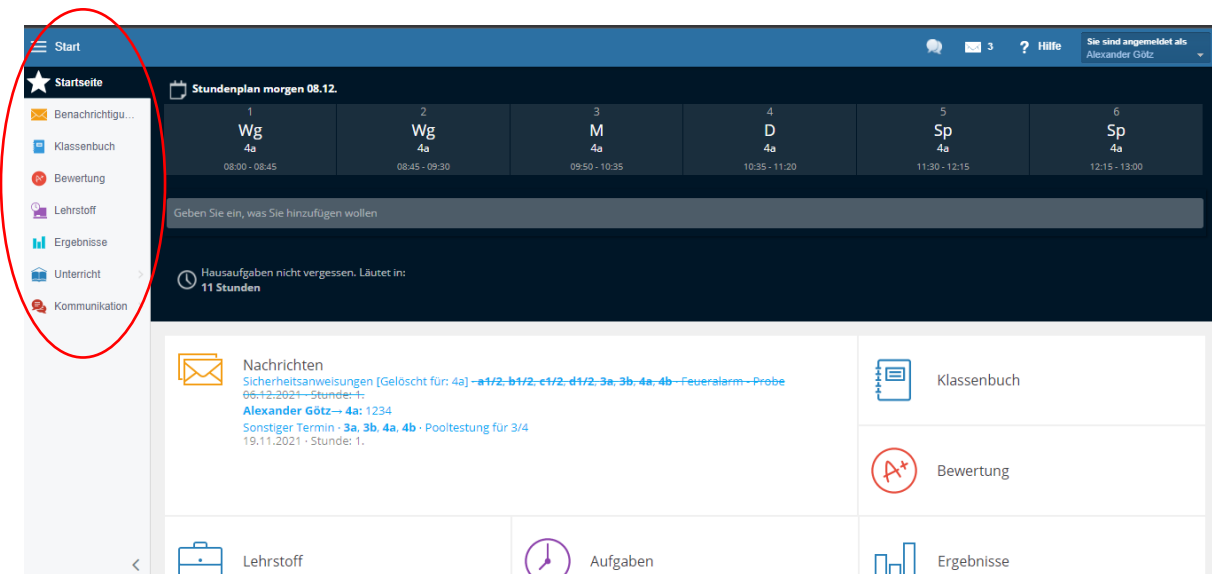 Start
3
? Hilfe
Sie sind angemeldet als
Alexander Götz
Startseite
Benachrichtigu...
Klassenbuch
Bewertung
Lehrstoff
Ergebnisse
Unterricht
Kommunikation
Stundenplan morgen 08.12.
1 2 3 4 5 6
Wg Wg M D Sp Sp
4a 4a 4a 4a 4a 4a
08:00 - 08:45 08:45 - 09:30 09:50 - 10:35 10:35 - 11:20 11:30 - 12:15 12:15 - 13:00
Geben Sie ein, was Sie hinzufügen wollen
Hausaufgaben nicht vergessen. Läutet in:
11 Stunden
Nachrichten
Sicherheitsanweisungen [Gelöscht für: 4a] - a1/2, b1/2, c1/2, d1/2, 3a, 3b, 4a, 4b · Feueralarm - Probe
06.12.2021 · Stunde: 1.
Alexander Götz→ 4a: 1234
Sonstiger Termin · 3a, 3b, 4a, 4b · Pooltestung für 3/4
19.11.2021 · Stunde: 1.
Klassenbuch
A+ Bewertung
Lehrstoff
Aufgaben
Ergebnisse